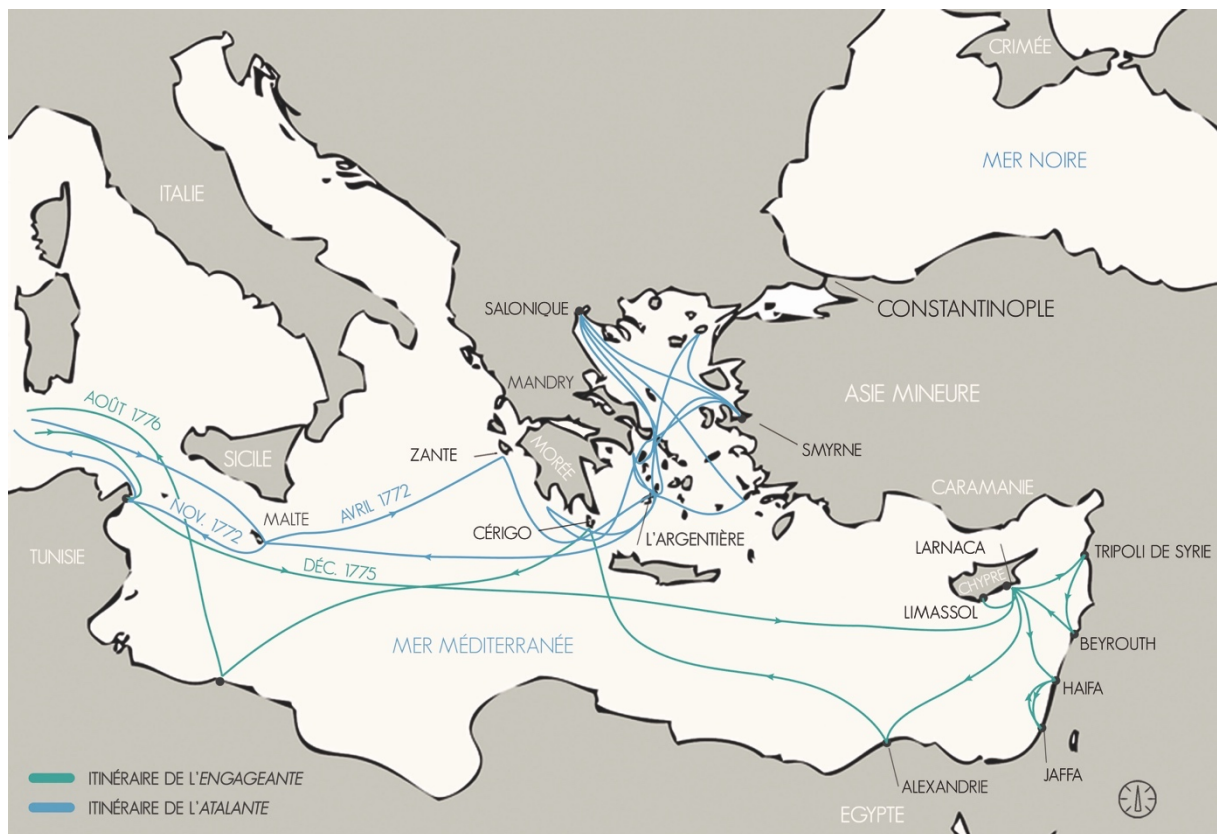 CRIMÉE
MER NOIRE
ITALIE
SALONIQUE
CONSTANTINOPLE
MANDRY
ASIE MINEURE
AOÛT 1776
ZANTE
MORÉE
SMYRNE
SICILE
AVRIL 1772
CARAMANIE
NOV. 1772
MALTE
CÉRIGO
L'ARGENTIÈRE
LARNACA
TUNISIE
TRIPOLI DE SYRIE
DÉC. 1775
CHYPRE
LIMASSOL
MER MÉDITERRANÉE
BEYROUTH
HAIFA
ITINÉRAIRE DE L'ENGAGEANTE
JAFFA
ALEXANDRIE
ITINÉRAIRE DE L'ATALANTE
EGYPTE